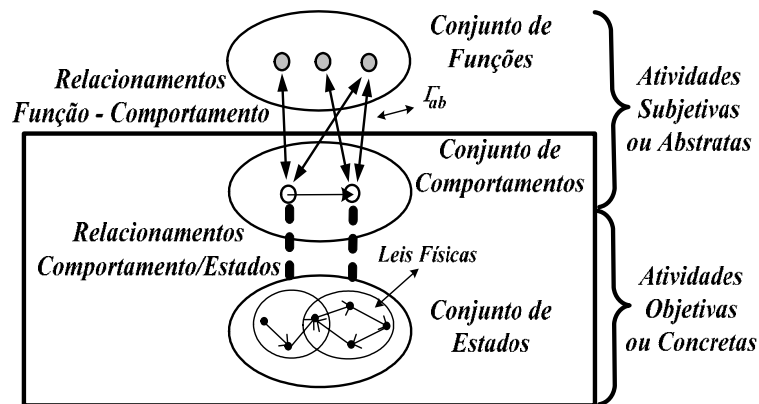 Conjunto de
Funções
Relacionamentos
Função - Comportamento
Γab
Atividades
Subjetivas
ou Abstratas
Conjunto de
Comportamentos
Relacionamentos
Comportamento/Estados
Leis Físicas
Conjunto de
Estados
Atividades
Objetivas
ou Concretas